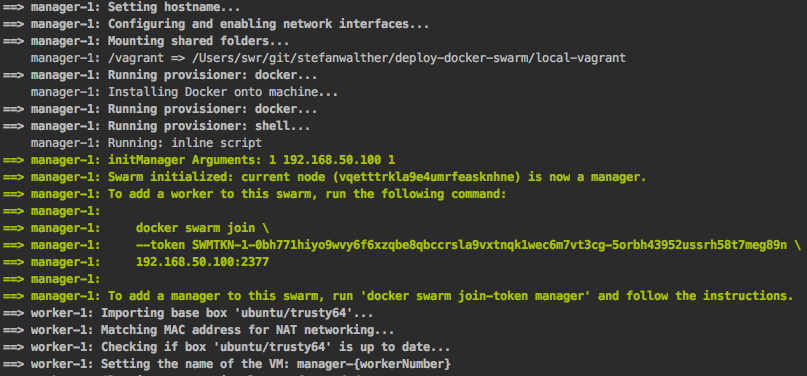 ==> manager-1: Setting hostname...
==> manager-1: Configuring and enabling network interfaces...
==> manager-1: Mounting shared folders...
    manager-1: /vagrant => /Users/swr/git/stefanwalther/deploy-docker-swarm/local-vagrant
==> manager-1: Running provisioner: docker...
    manager-1: Installing Docker onto machine...
==> manager-1: Running provisioner: docker...
==> manager-1: Running provisioner: shell...
    manager-1: Running: inline script
==> manager-1: initManager Arguments: 1 192.168.50.100 1
==> manager-1: Swarm initialized: current node (vqetttrkla9e4umrfeasknhne) is now a manager.
==> manager-1: To add a worker to this swarm, run the following command:
==> manager-1:
==> manager-1:     docker swarm join \
==> manager-1:     --token SWMTKN-1-0bh771hiyo9wvy6f6xzqbe8qbccrsla9vxtnqk1wec6m7vt3cg-5orbh43952ussrh58t7meg89n \
==> manager-1:     192.168.50.100:2377
==> manager-1:
==> manager-1: To add a manager to this swarm, run 'docker swarm join-token manager' and follow the instructions.
==> worker-1: Importing base box 'ubuntu/trusty64'...
==> worker-1: Matching MAC address for NAT networking...
==> worker-1: Checking if box 'ubuntu/trusty64' is up to date...
==> worker-1: Setting the name of the VM: manager-{workerNumber}